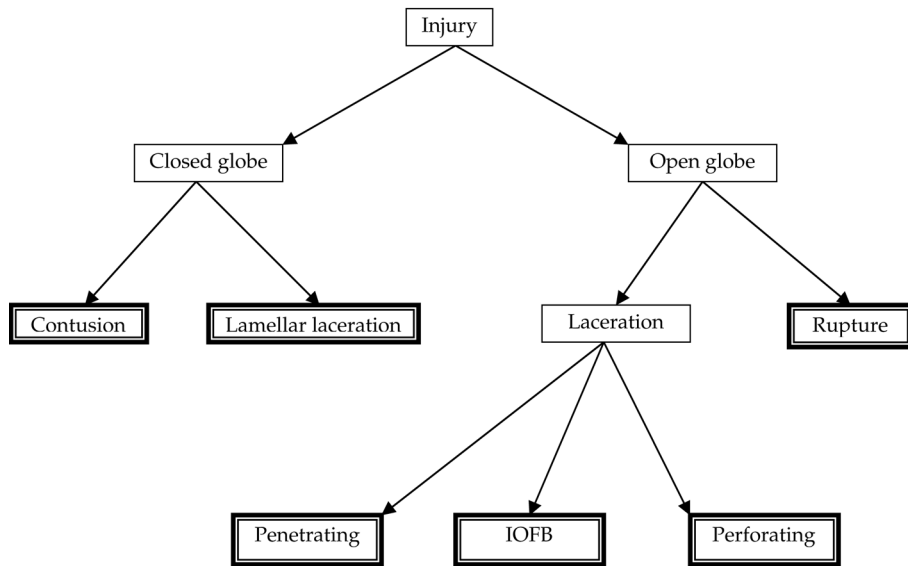 Injury
Closed globe
Open globe
Contusion
Lamellar laceration
Laceration
Rupture
Penetrating
IOFB
Perforating